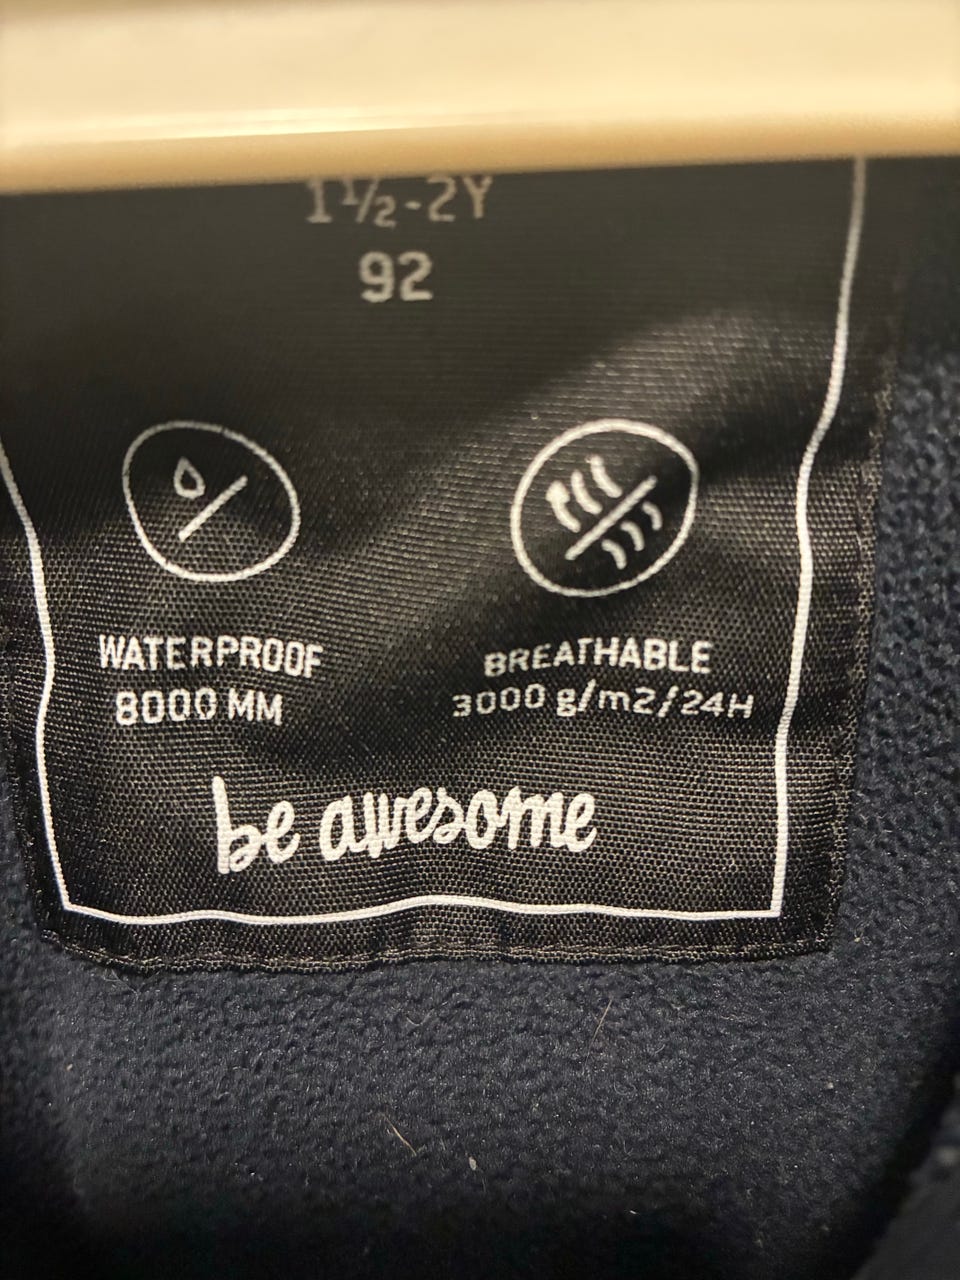 1½-2Y
92
WATERPROOF
8000 MM
BREATHABLE
3000 g/m2/24H
be awesome